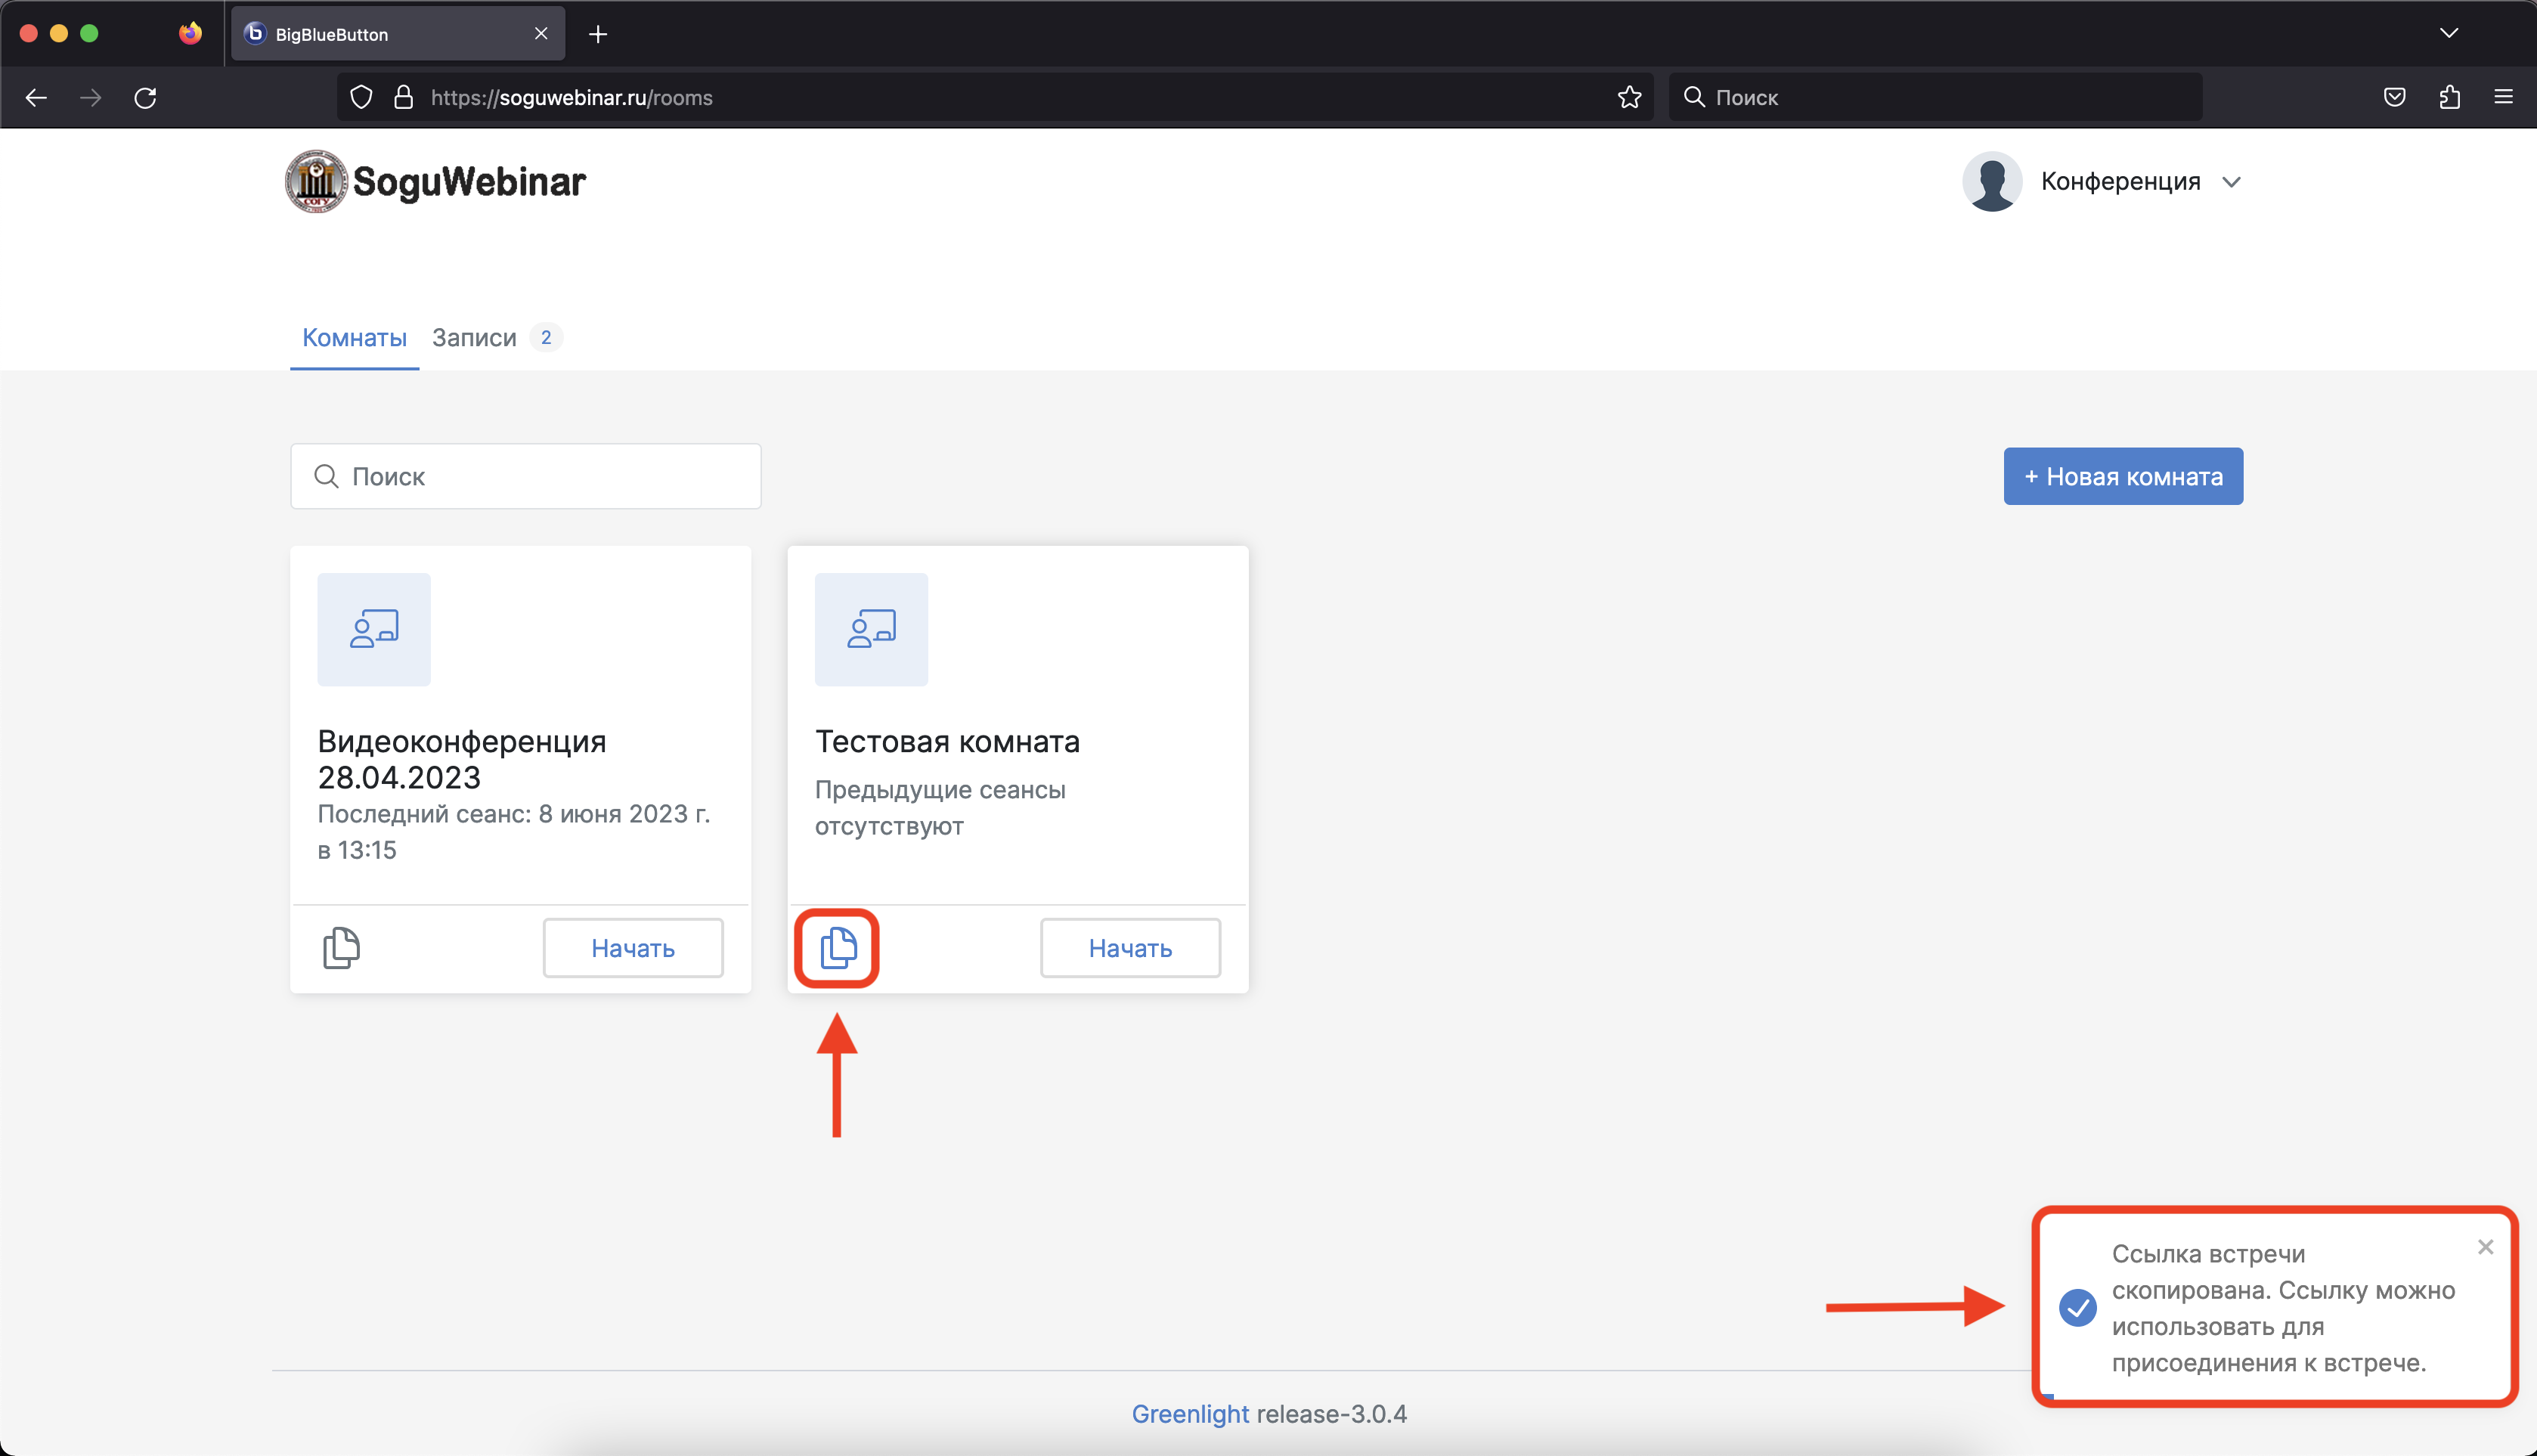 BigBlueButton
https://soguwebinar.ru/rooms
Поиск
SoguWebinar
СОГУ
Конференция
Комнаты
Записи 2
Поиск
+ Новая комната
Видеоконференция
28.04.2023
Последний сеанс: 8 июня 2023 г.
в 13:15
Начать
Тестовая комната
Предыдущие сеансы
отсутствуют
Начать
Ссылка встречи
скопирована. Ссылку можно
использовать для
присоединения к встрече.
Greenlight release-3.0.4